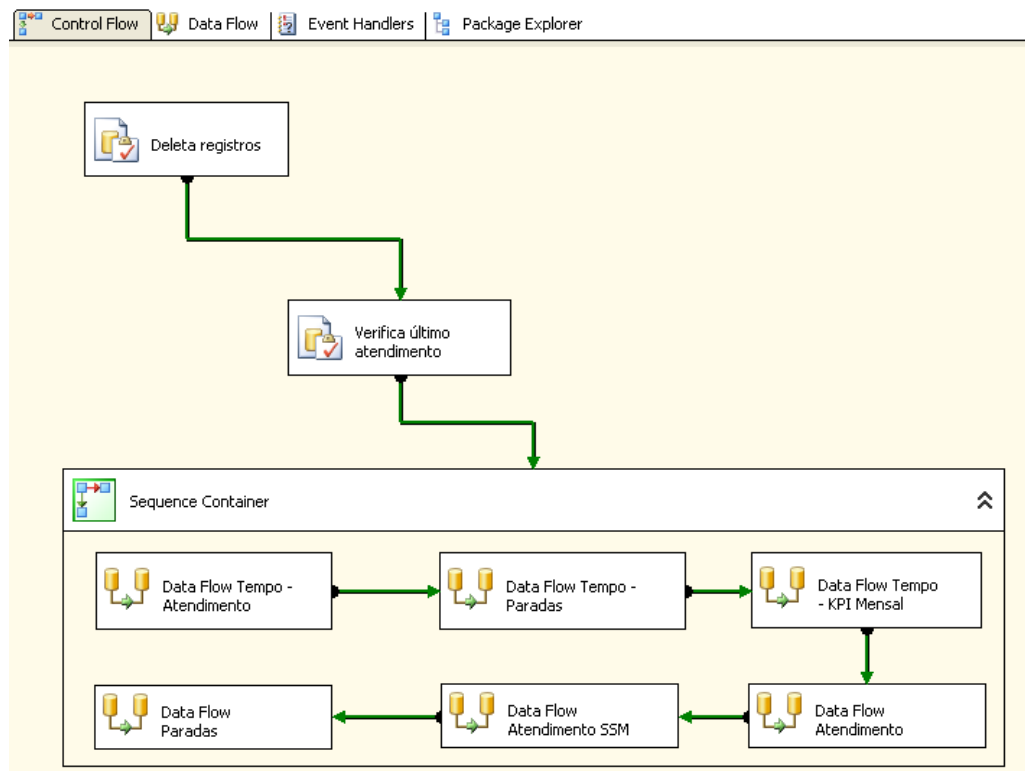 Control Flow
Data Flow
Event Handlers
Package Explorer
Deleta registros
Verifica último
atendimento
Sequence Container
Data Flow Tempo -
Atendimento
Data Flow Tempo -
Paradas
Data Flow Tempo
- KPI Mensal
Data Flow
Paradas
Data Flow
Atendimento SSM
Data Flow
Atendimento